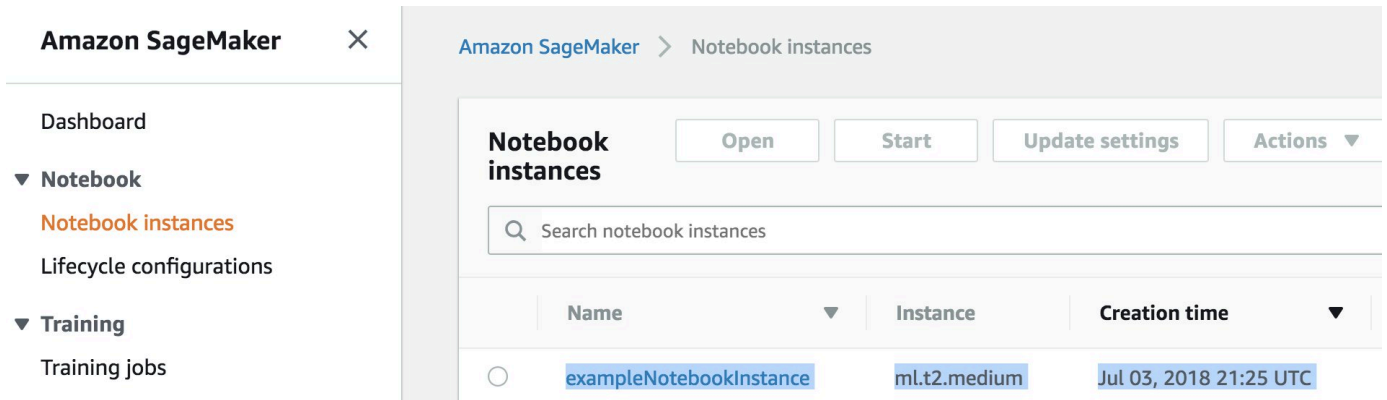 Amazon SageMaker
Dashboard
Notebook
Notebook instances
Lifecycle configurations
Training
Training jobs
Amazon SageMaker > Notebook instances
Notebook instances
Open
Start
Update settings
Actions
Search notebook instances
Name Instance Creation time
exampleNotebookInstance ml.t2.medium Jul 03, 2018 21:25 UTC